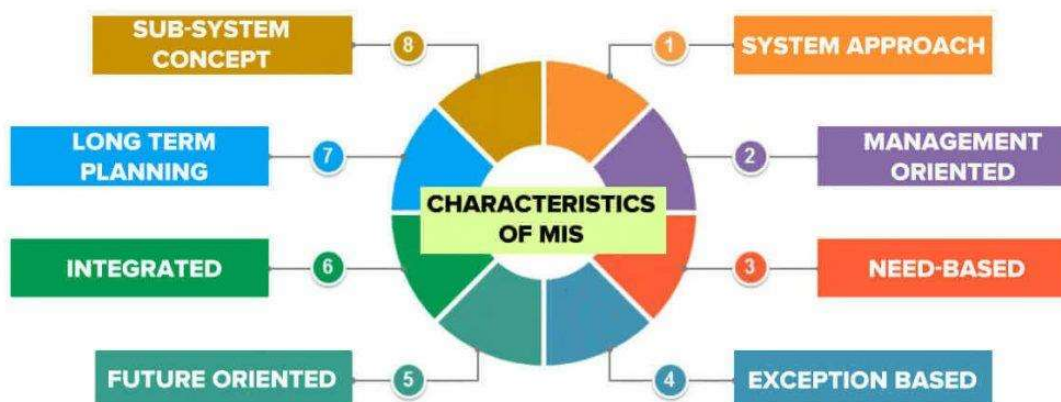 CHARACTERISTICS
OF MIS
1
SYSTEM APPROACH
2
MANAGEMENT
ORIENTED
3
NEED-BASED
4
EXCEPTION BASED
5
FUTURE ORIENTED
6
INTEGRATED
7
LONG TERM
PLANNING
8
SUB-SYSTEM
CONCEPT